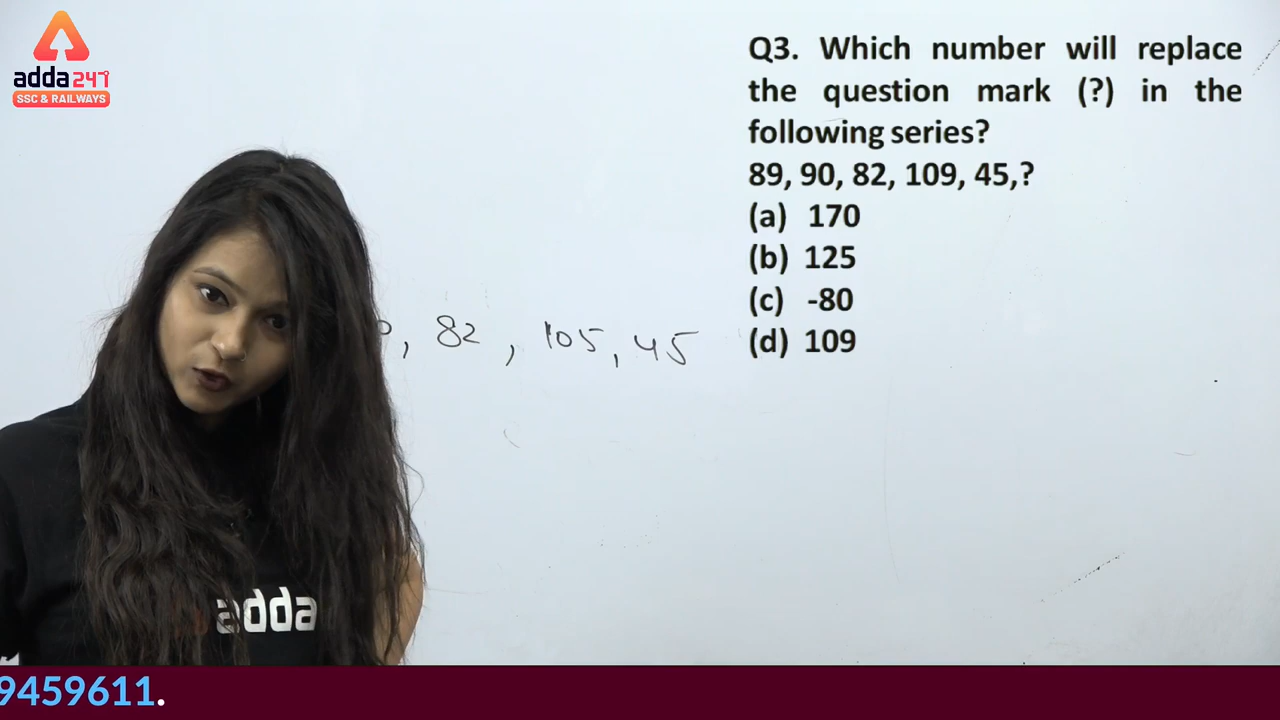 adda247
SSC & RAILWAYS
Q3. Which number will replace
the question mark (?) in the
following series?
89, 90, 82, 109, 45,?
(a) 170
(b) 125
(c) -80
(d) 109
, 82 , 105, 45
adda
9459611.